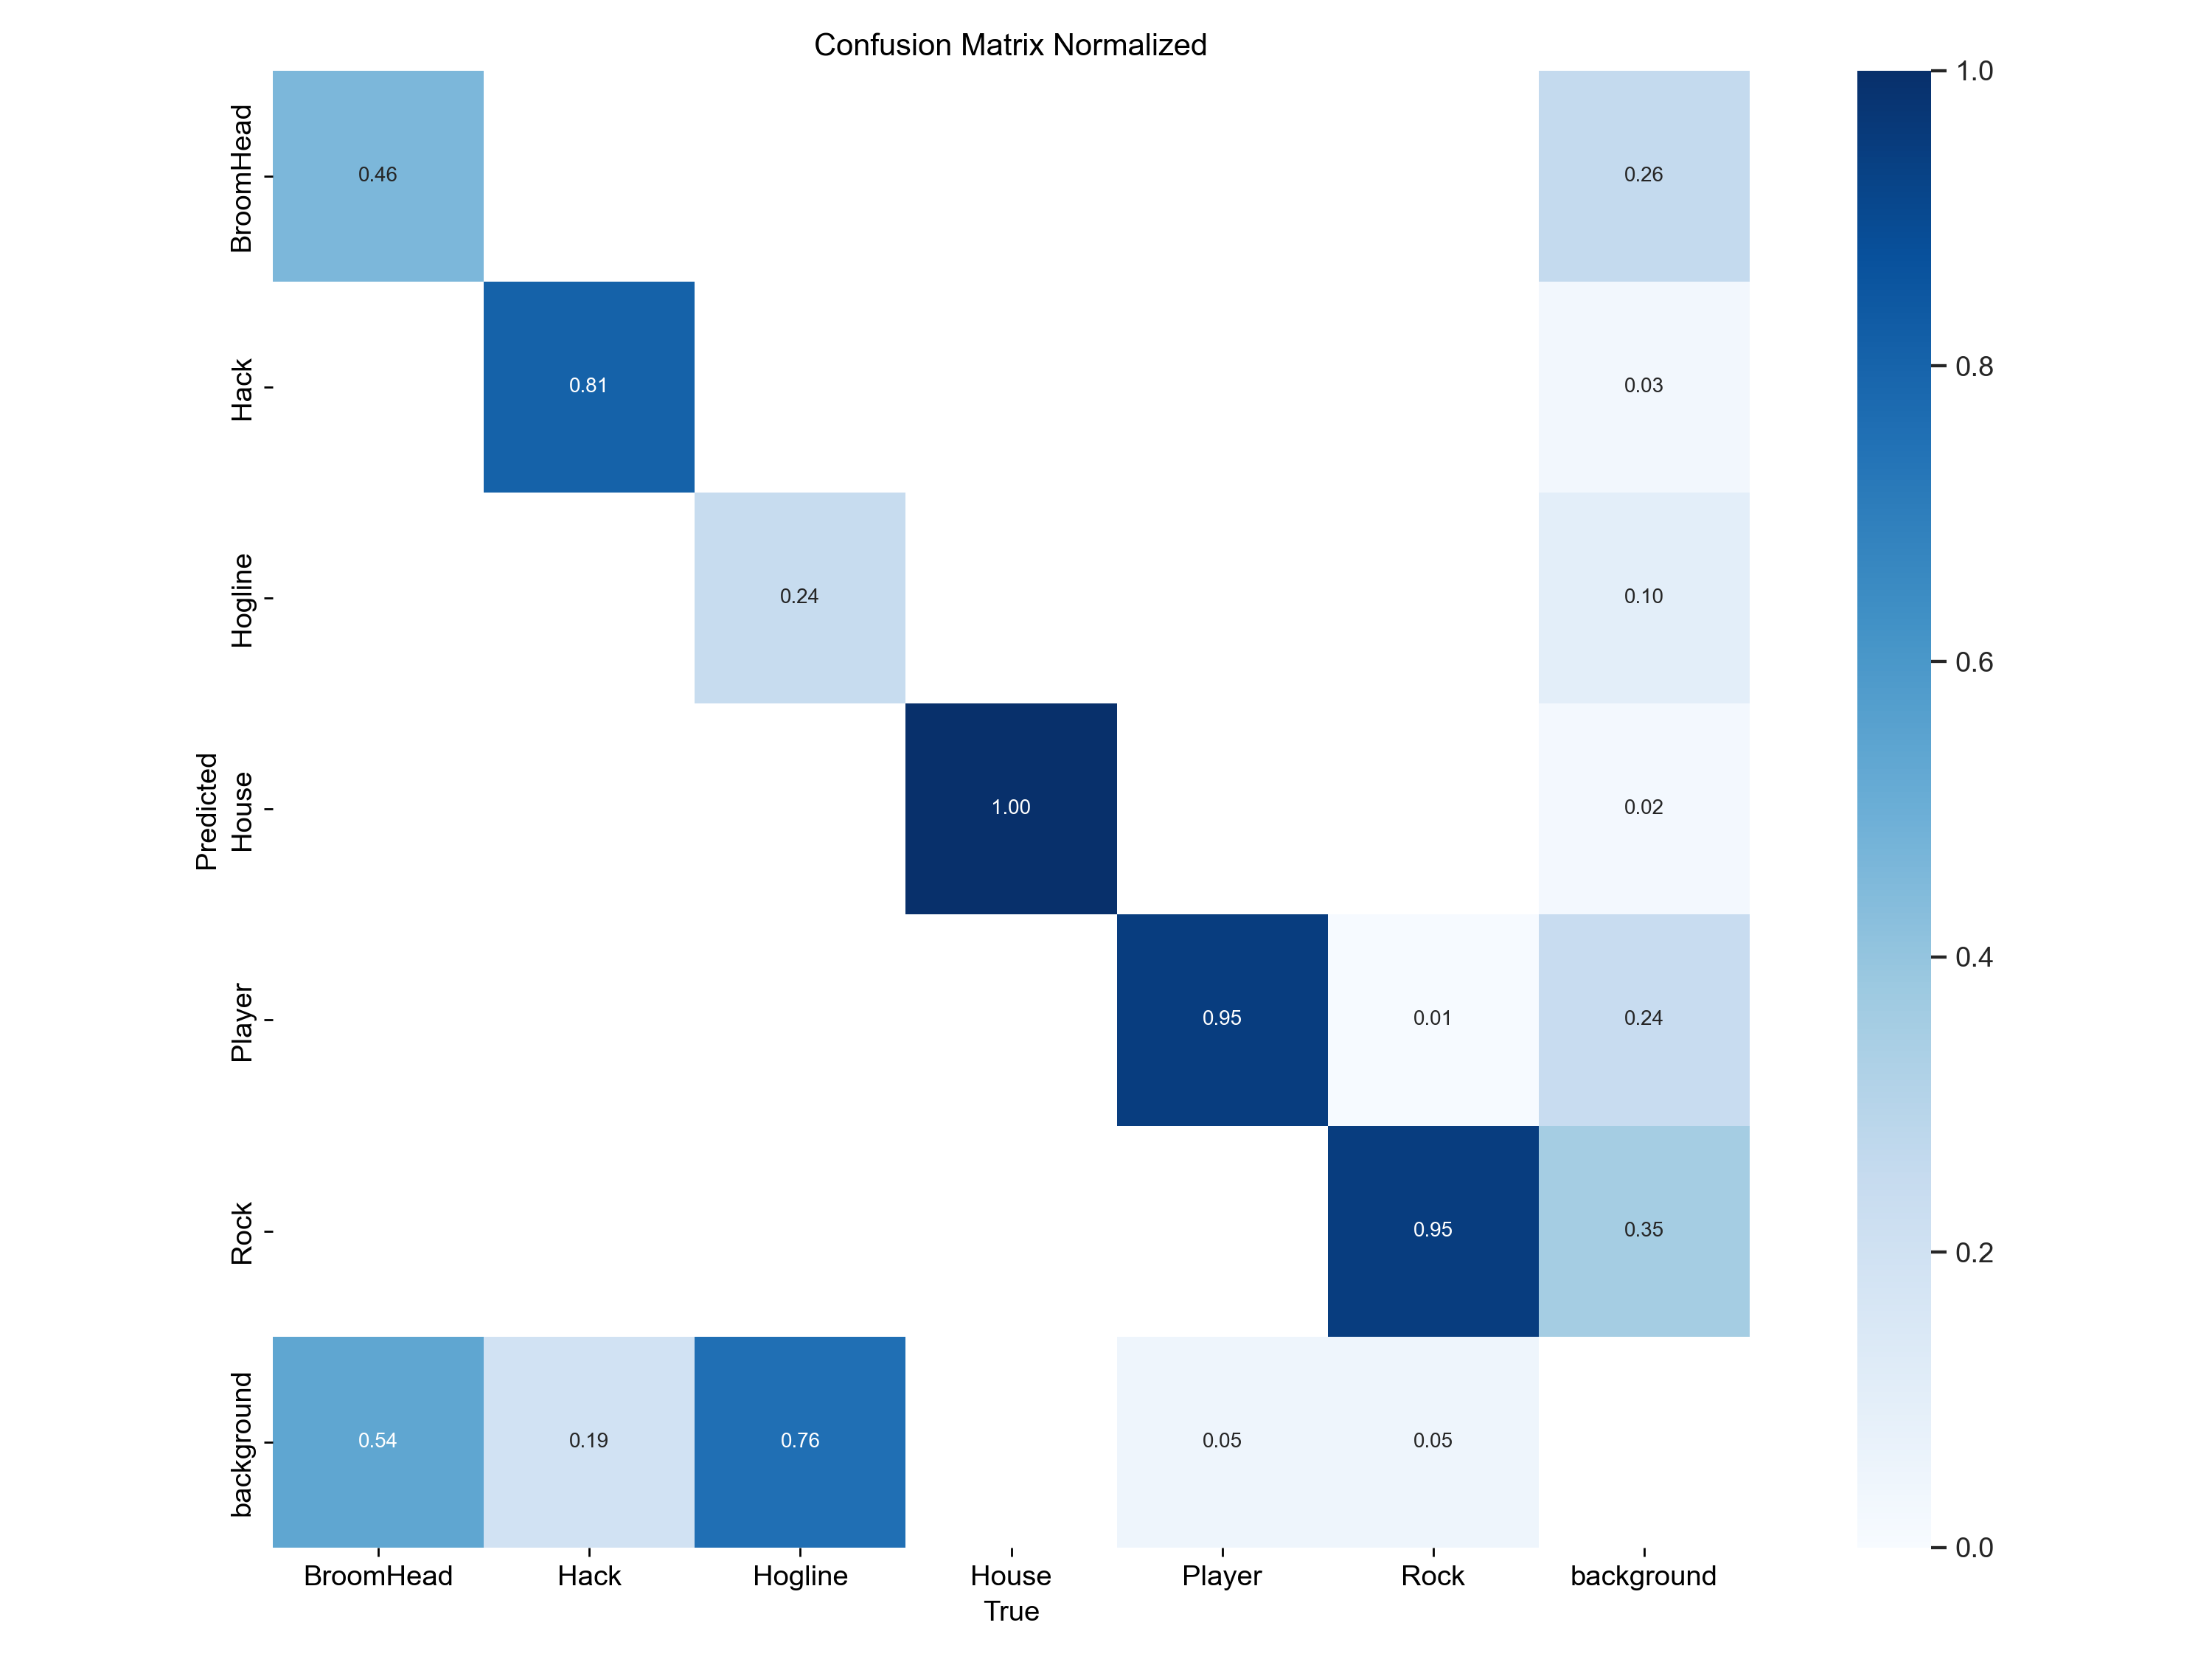 Confusion Matrix Normalized
1.0
BroomHead
0.46
0.26
0.8
Hack
0.81
0.03
Hogline
0.24
0.10
0.6
Predicted
House
1.00
0.02
0.4
Player
0.95
0.01
0.24
Rock
0.95
0.35
0.2
background
0.54
0.19
0.76
0.05
0.05
0.0
BroomHead
Hack
Hogline
House
Player
Rock
background
True